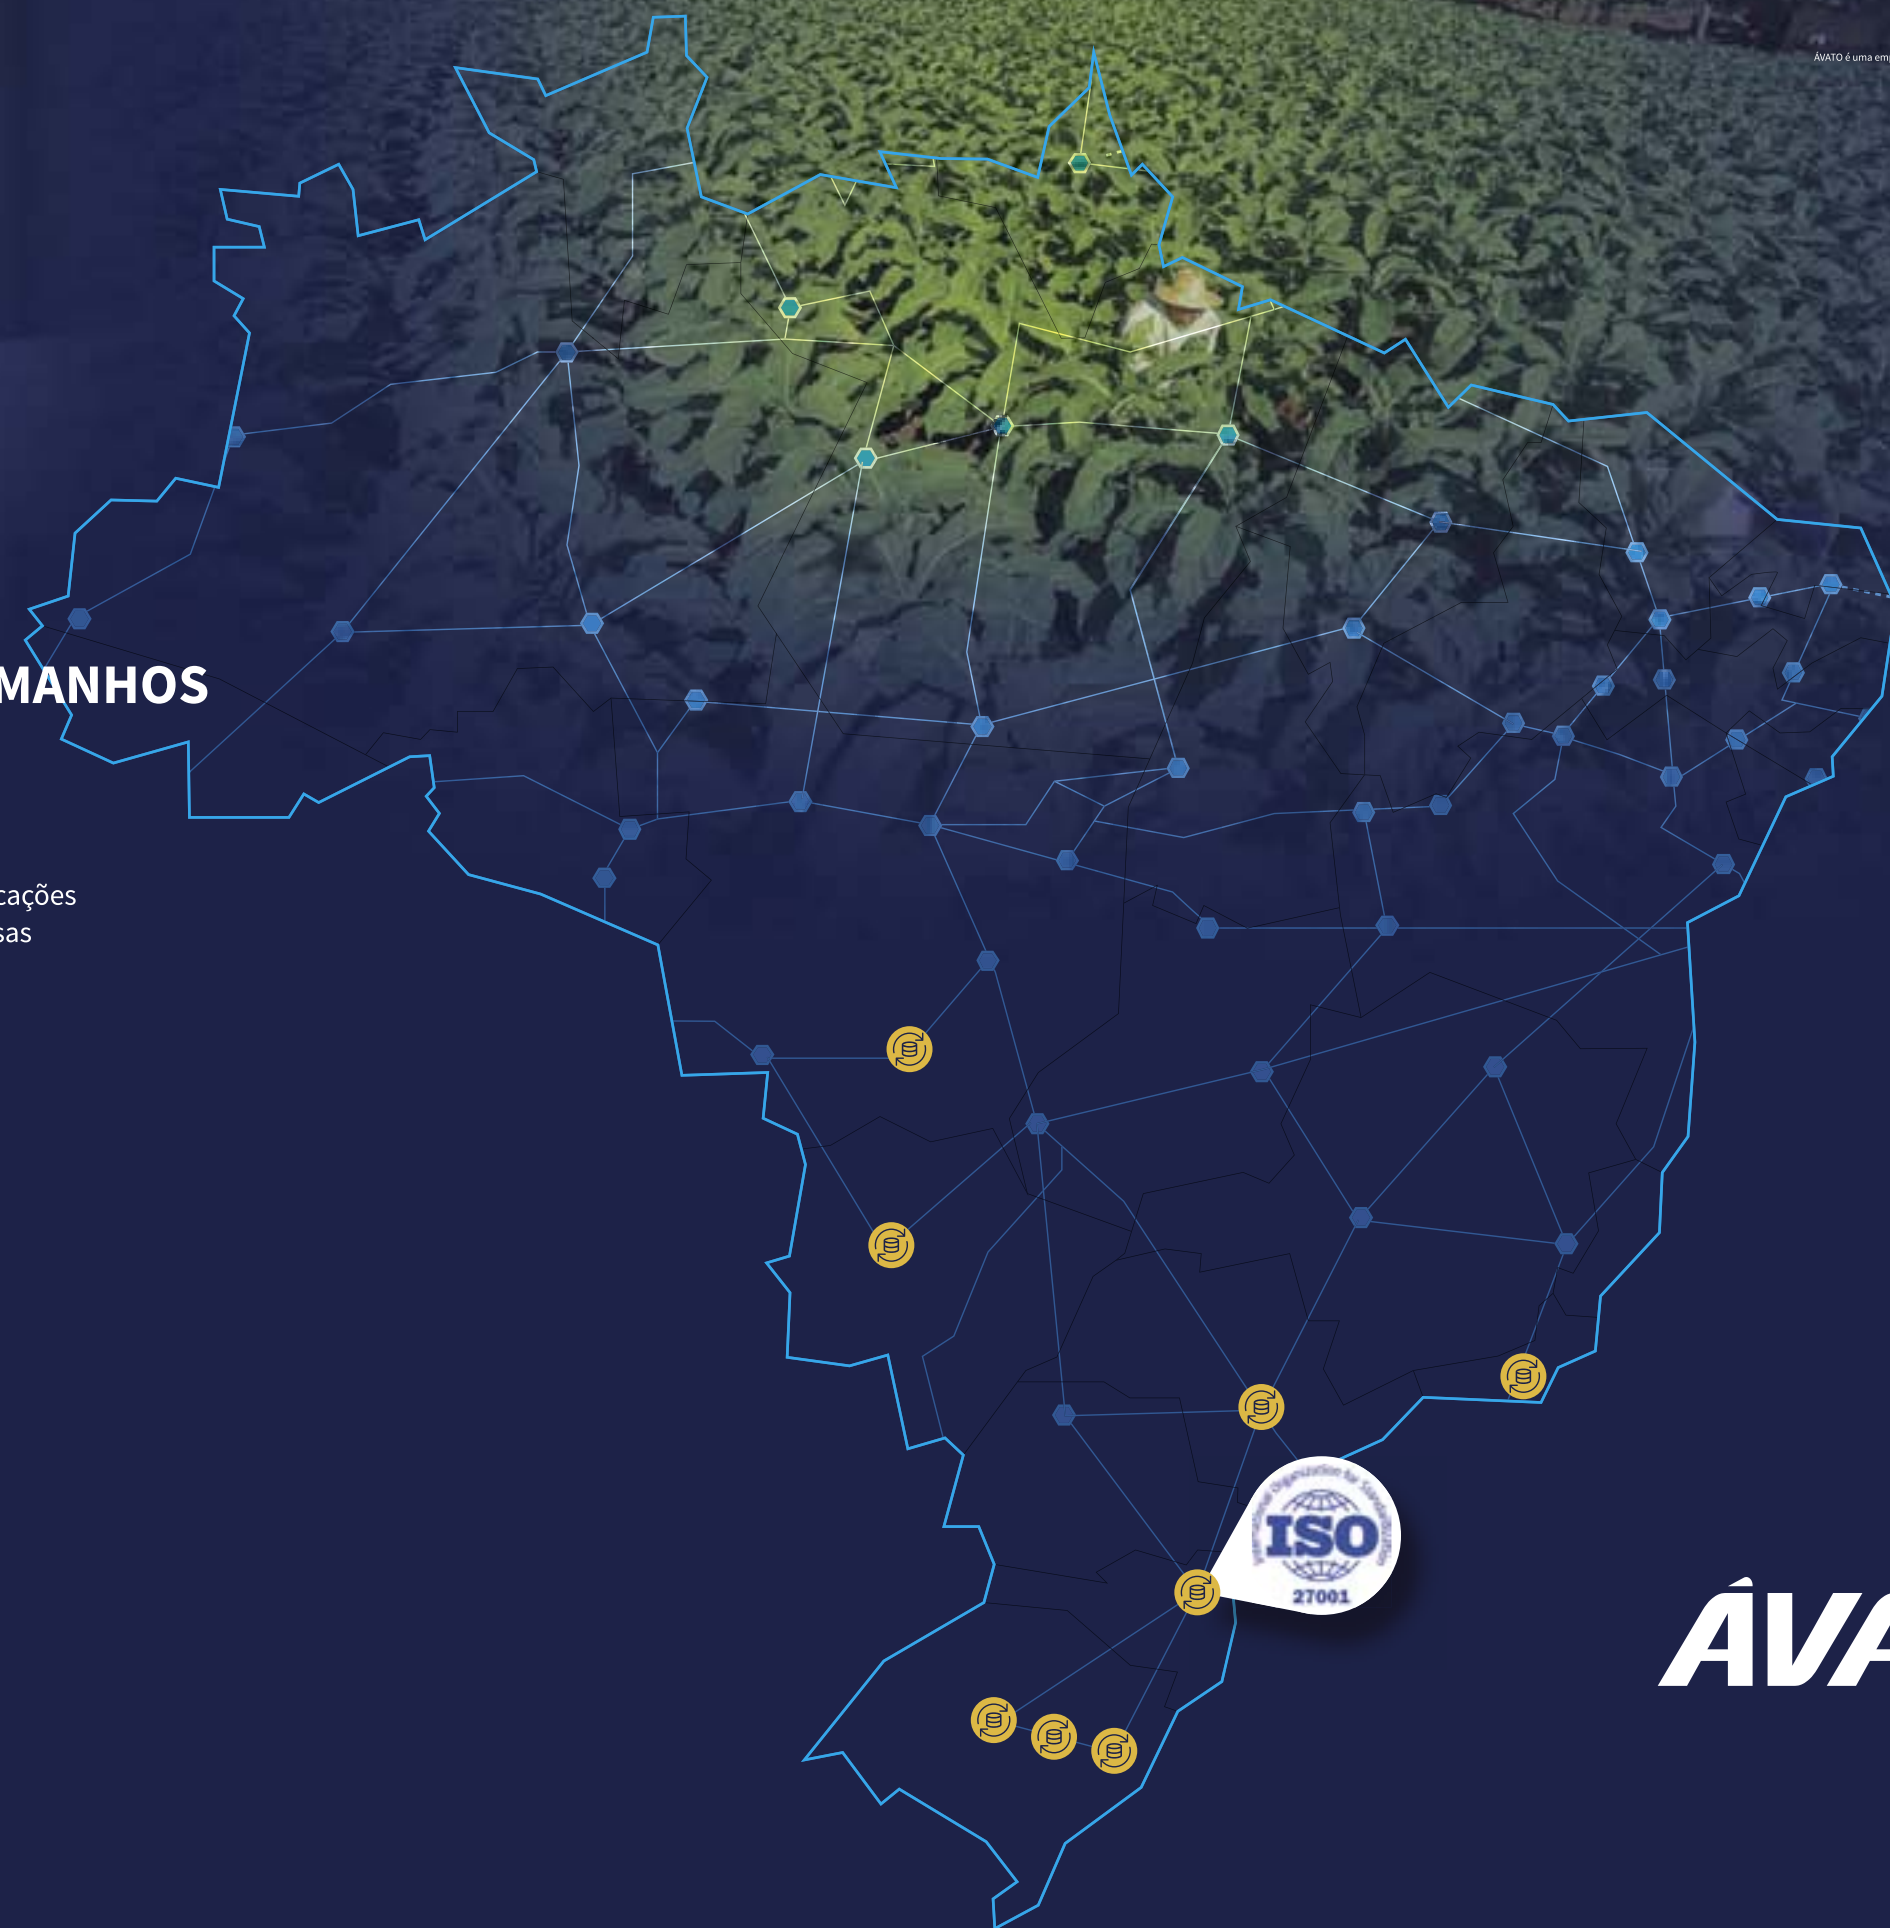 ÁVATO é uma em
MANHOS
cações
sas
International Organization for Standardization
ISO
27001
ÁVA